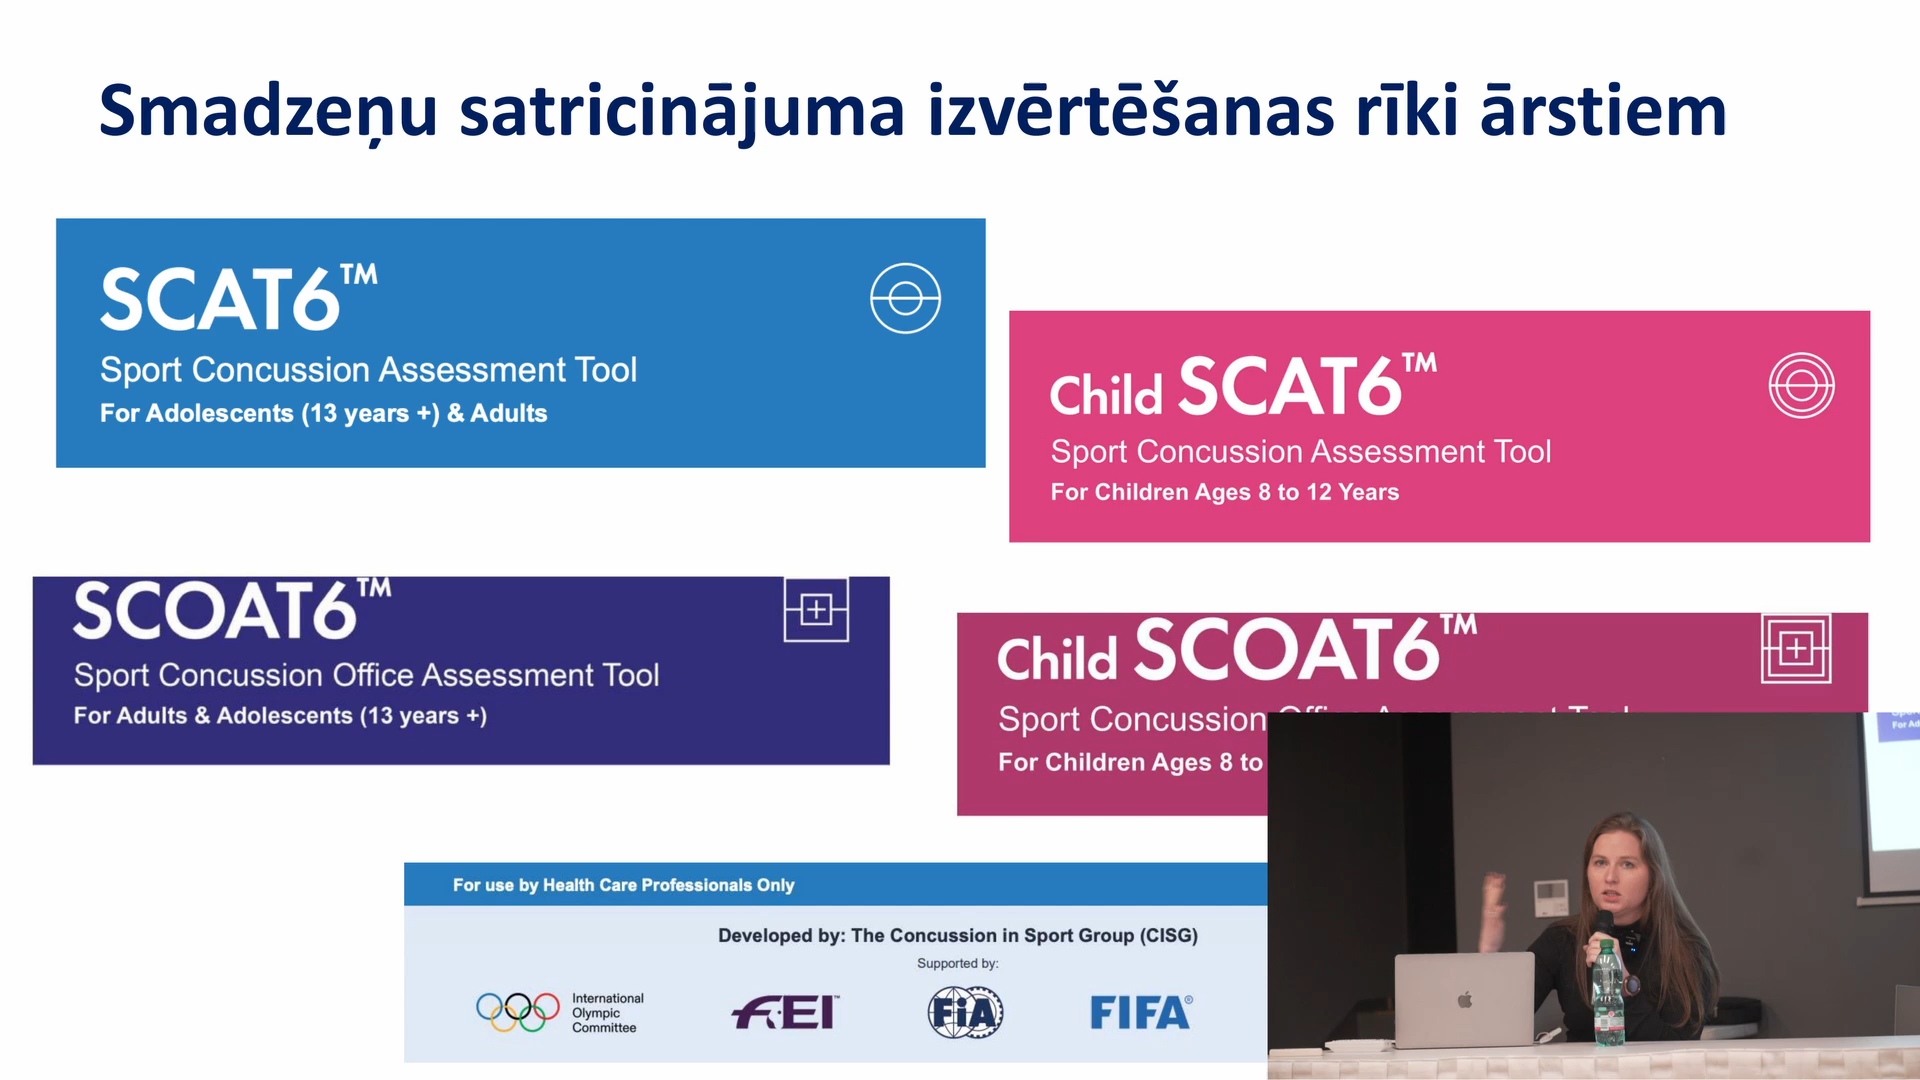 Smadzeņu satricinājuma izvērtēšanas rīki ārstiem
SCAT6™
Sport Concussion Assessment Tool
For Adolescents (13 years +) & Adults
Child SCAT6™
Sport Concussion Assessment Tool
For Children Ages 8 to 12 Years
SCOAT6™
Sport Concussion Office Assessment Tool
For Adults & Adolescents (13 years +)
Child SCOAT6™
Sport Concussion
For Children Ages 8 to
For use by Health Care Professionals Only
Developed by: The Concussion in Sport Group (CISG)
Supported by:
International
Olympic
Committee
FEI™
FiA
FIFA®
For Ad